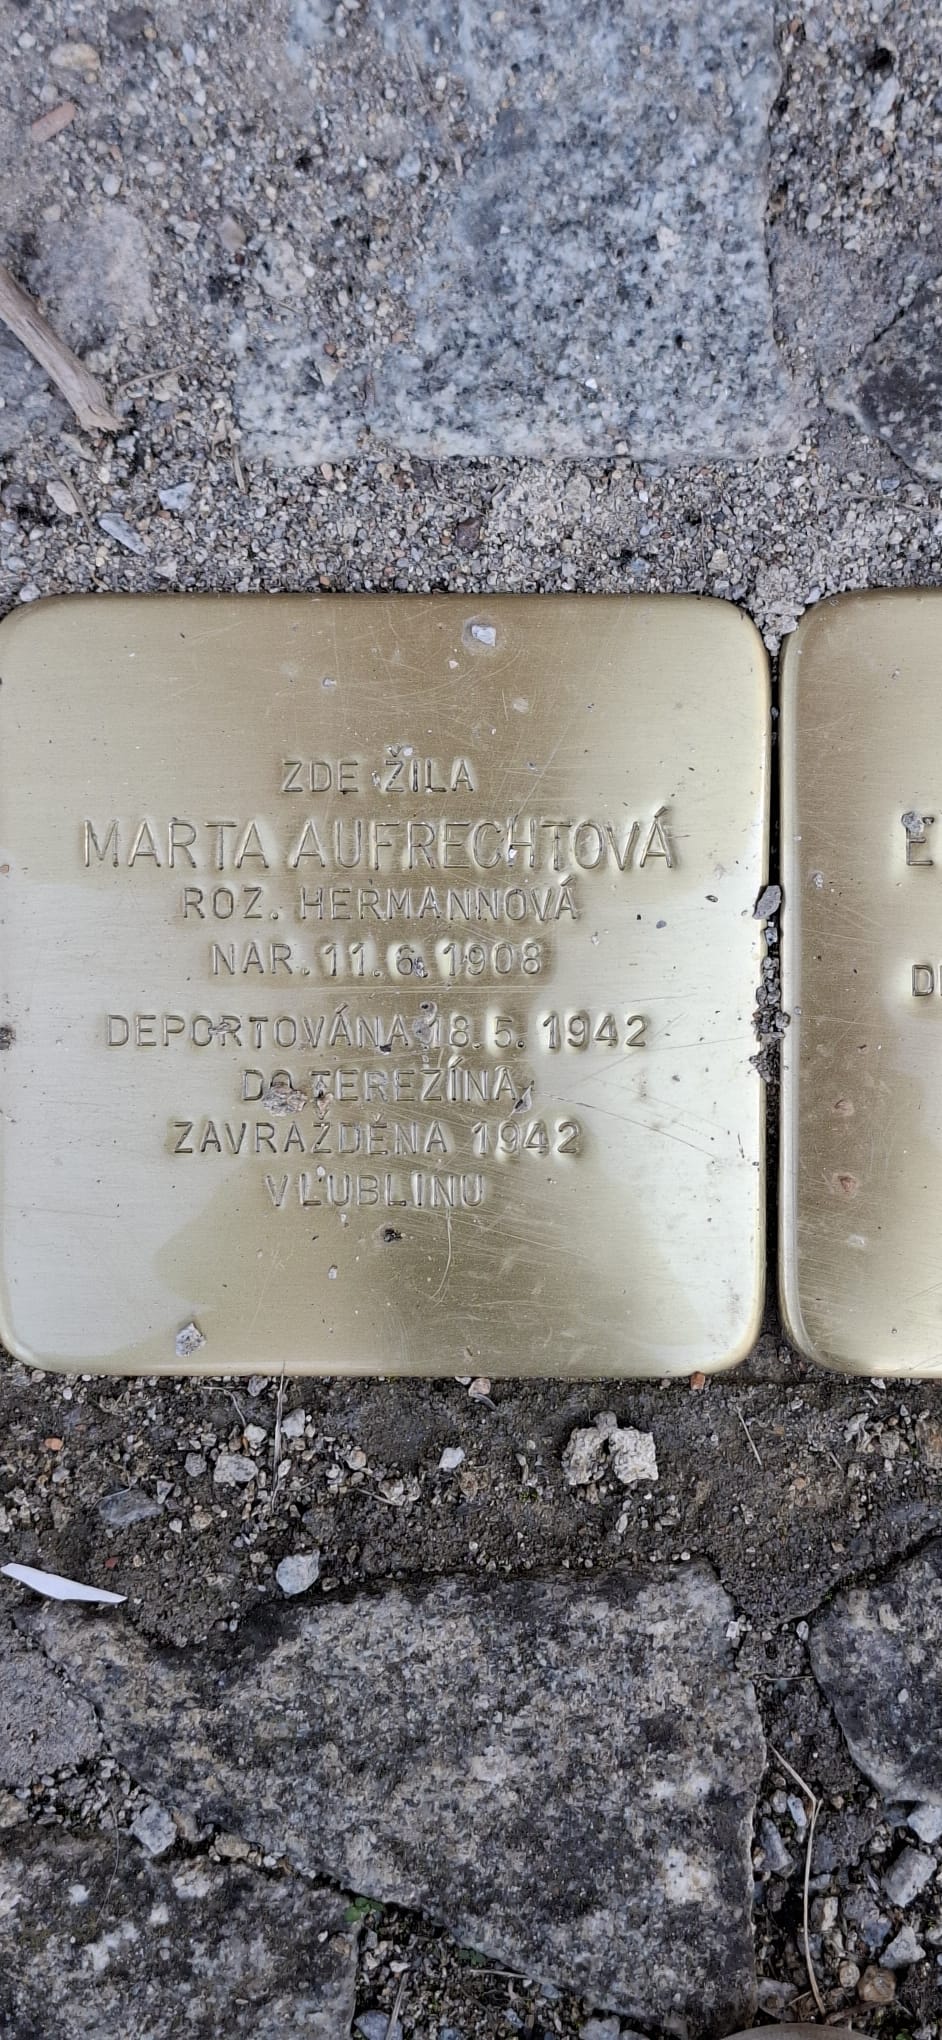 ZDE ŽILA
MARTA AUFRECHTOVÁ
ROZ. HERMANNOVÁ
NAR. 11. 6. 1908
DEPORTOVÁNA 18. 5. 1942
DO TEREZÍNA
ZAVRAŽDĚNA 1942
V LUBLINU